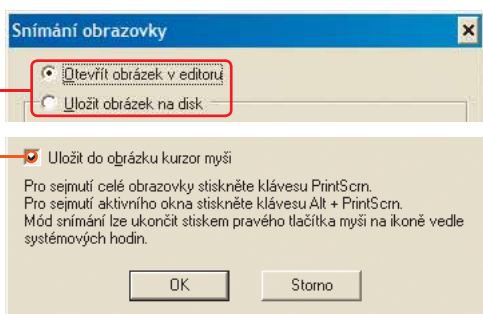 Snímání obrazovky
Otevřít obrázek v editoru
Uložit obrázek na disk
Uložit do obrázku kurzor myši
Pro sejmutí celé obrazovky stiskněte klávesu PrintScrn.
Pro sejmutí aktivního okna stiskněte klávesu Alt + PrintScrn.
Mód snímání lze ukončit stiskem pravého tlačítka myši na ikoně vedle
systémových hodin.
OK Storno